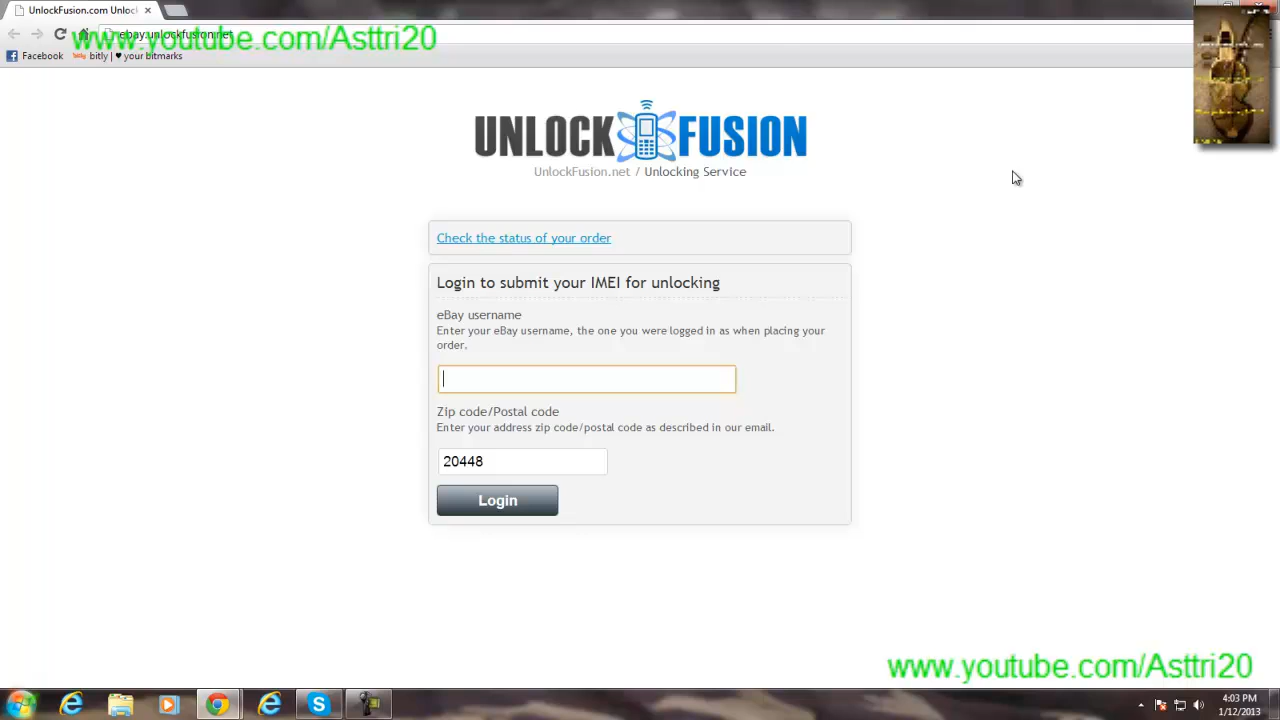 UnlockFusion.com Unlock
ebay.unlockfusion.net
www.youtube.com/Asttri20
Facebook
bitly | ♥ your bitmarks
UNLOCK FUSION
UnlockFusion.net / Unlocking Service
Check the status of your order
Login to submit your IMEI for unlocking
eBay username
Enter your eBay username, the one you were logged in as when placing your
order.
Zip code/Postal code
Enter your address zip code/postal code as described in our email.
20448
Login
www.youtube.com/Asttri20
4:03 PM
1/12/2013